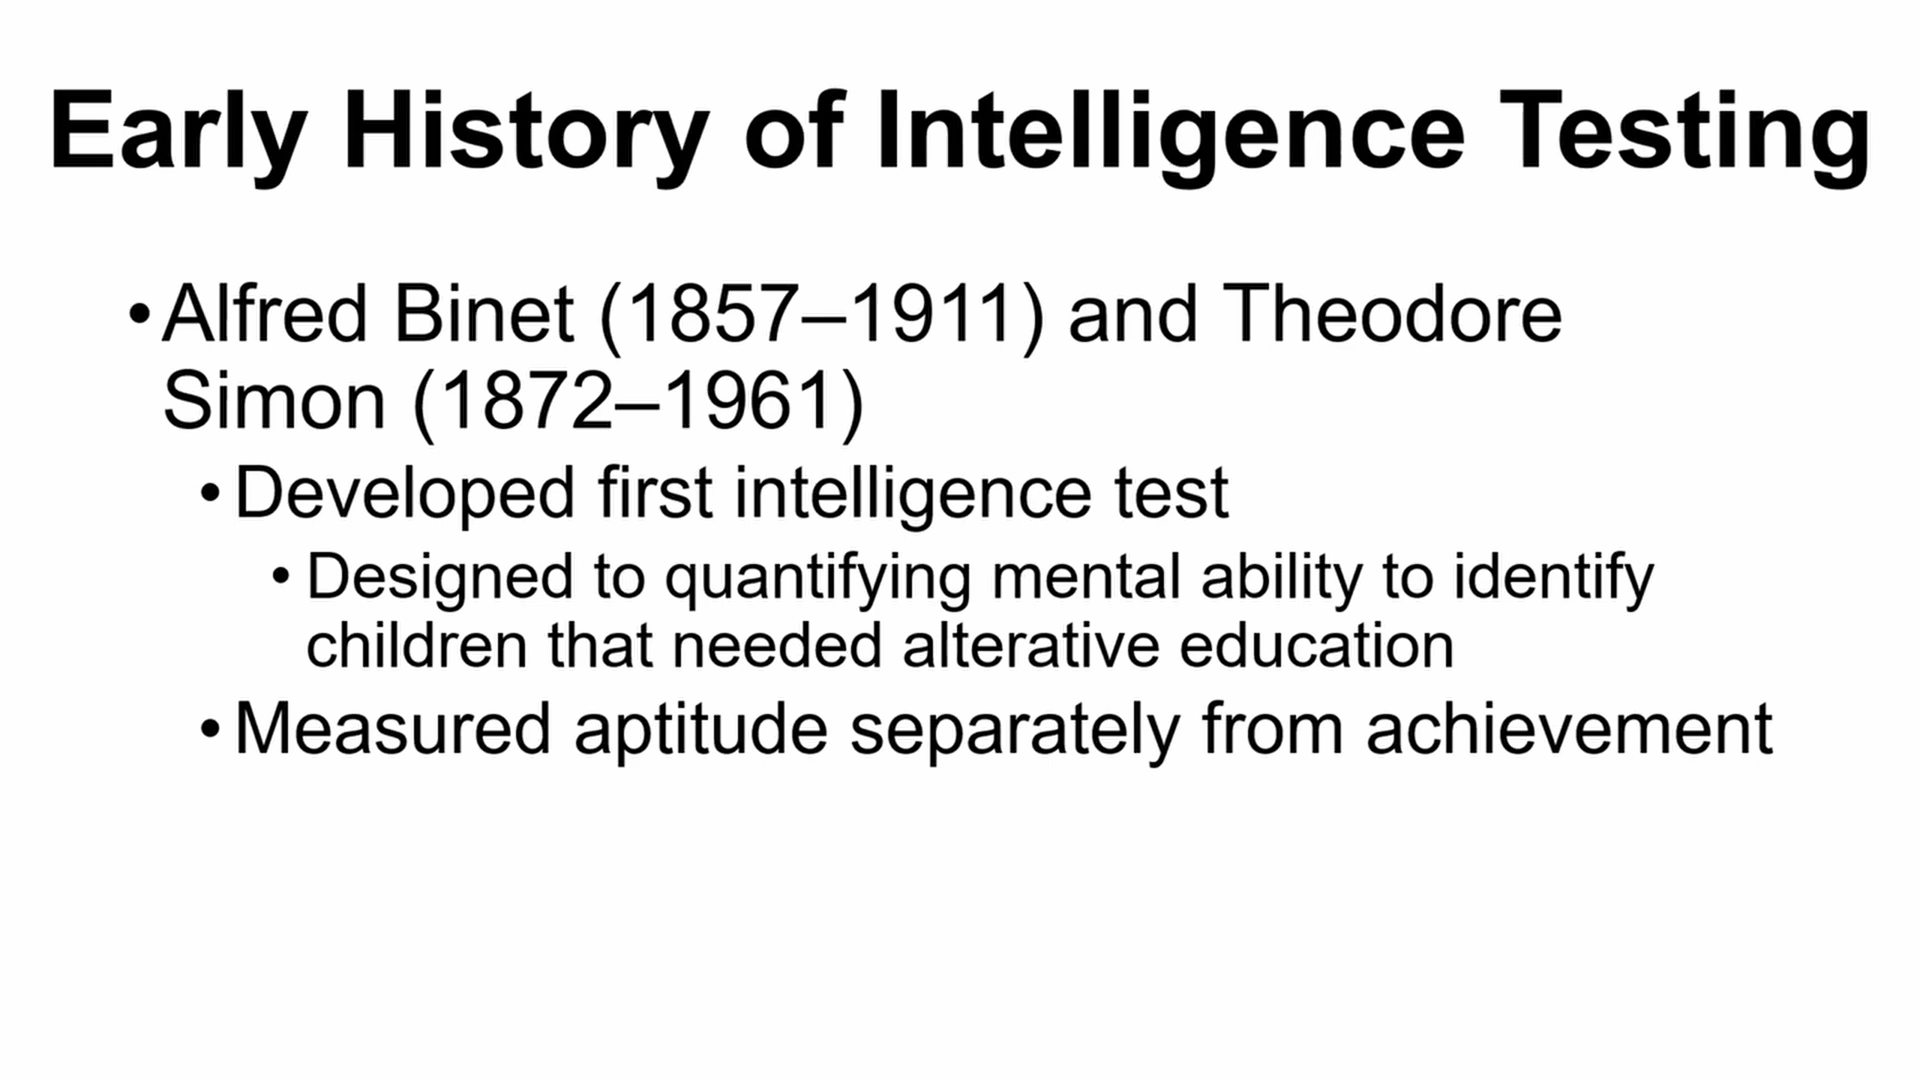 Early History of Intelligence Testing
•Alfred Binet (1857–1911) and Theodore
Simon (1872–1961)
•Developed first intelligence test
•Designed to quantifying mental ability to identify
children that needed alterative education
•Measured aptitude separately from achievement